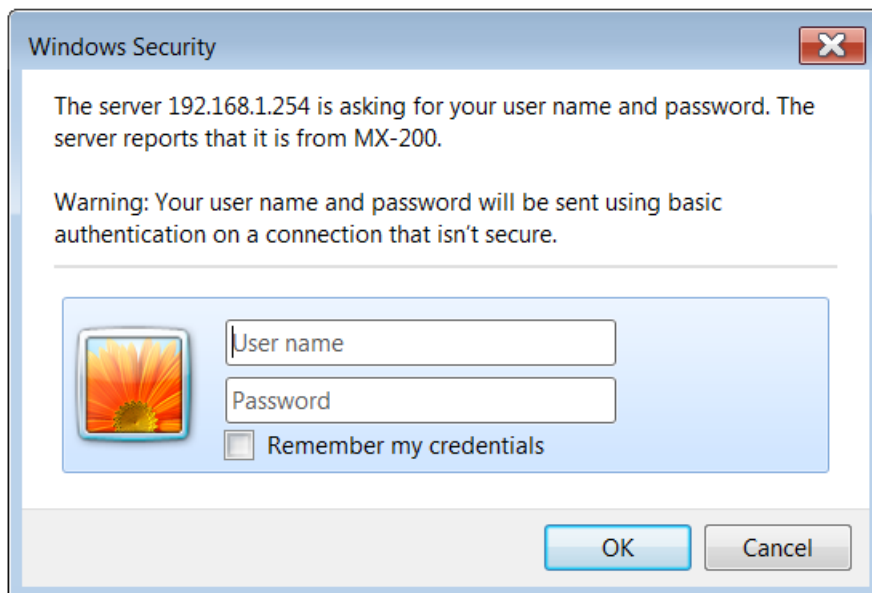 Windows Security
The server 192.168.1.254 is asking for your user name and password. The
server reports that it is from MX-200.
Warning: Your user name and password will be sent using basic
authentication on a connection that isn't secure.
User name
Password
Remember my credentials
OK
Cancel